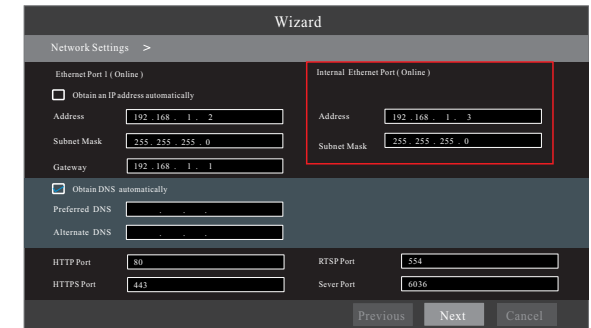 Wizard
Network Settings >
Ethernet Port 1 ( Online )
Internal Ethernet Port ( Online )
Obtain an IP address automatically
Address 192 . 168 . 1 . 2
Address 192 . 168 . 1 . 3
Subnet Mask 255 . 255 . 255 . 0
Subnet Mask 255 . 255 . 255 . 0
Gateway 192 . 168 . 1 . 1
Obtain DNS automatically
Preferred DNS . . .
Alternate DNS . . .
HTTP Port 80
RTSP Port 554
HTTPS Port 443
Sever Port 6036
Previous Next Cancel